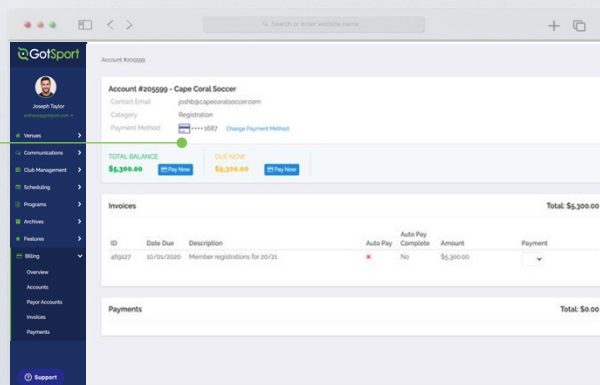 Search or enter website name
GotSport
Joseph Taylor
Venues
Communications
Club Management
Scheduling
Programs
Archives
Features
Billing
Overview
Accounts
Payor Accounts
Invoices
Payments
Support
Account #205599
Account #205599 - Cape Coral Soccer
Contact Email joshb@capecoralsoccer.com
Category Registration
Payment Method ••••1687 Change Payment Method
TOTAL BALANCE DUE NOW
$5,300.00 Pay Now $5,300.00 Pay Now
Invoices Total: $5,300.00
ID Date Due Description Auto Pay Auto Pay Complete Amount Payment
469127 10/01/2020 Member registrations for 20/21 No $5,300.00
Payments Total: $0.00